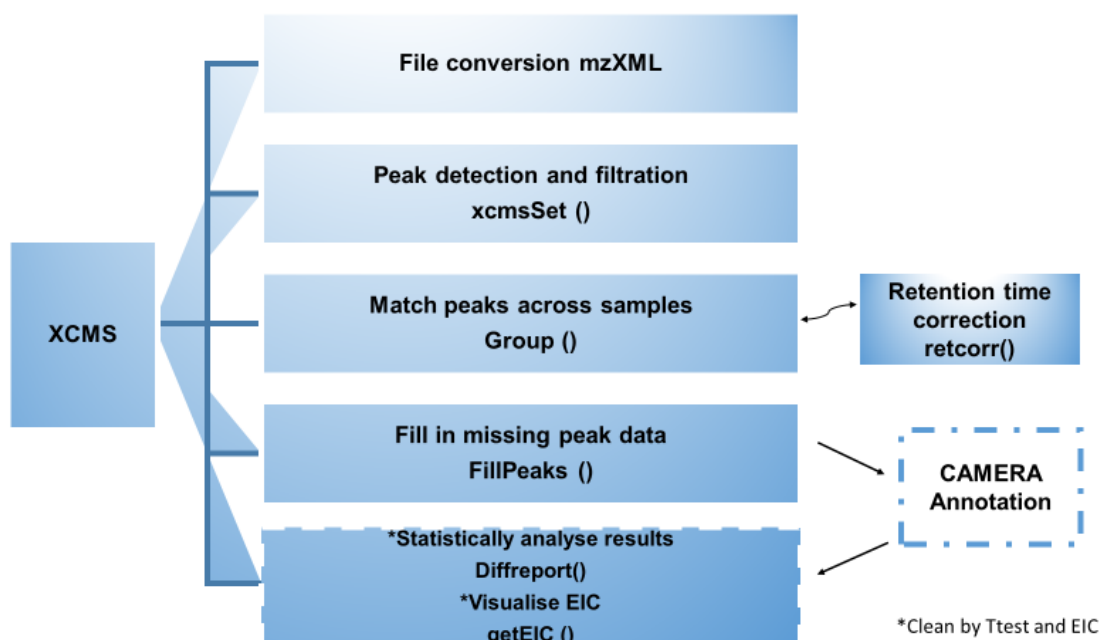 File conversion mzXML
Peak detection and filtration
xcmsSet ()
XCMS
Match peaks across samples
Group ()
Retention time
correction
retcorr()
Fill in missing peak data
FillPeaks ()
CAMERA
Annotation
*Statistically analyse results
Diffreport()
*Visualise EIC
getEIC ()
*Clean by Ttest and EIC